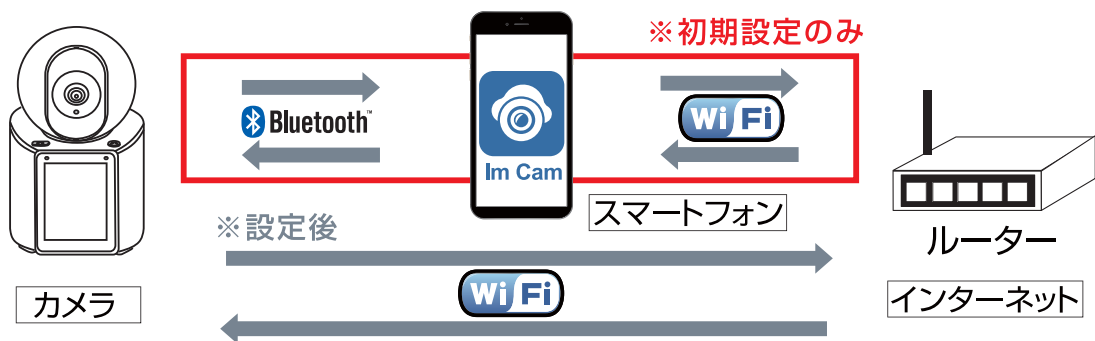 ※初期設定のみ
Bluetooth™
Wi Fi
Im Cam
スマートフォン
※設定後
ルーター
Wi Fi
カメラ
インターネット